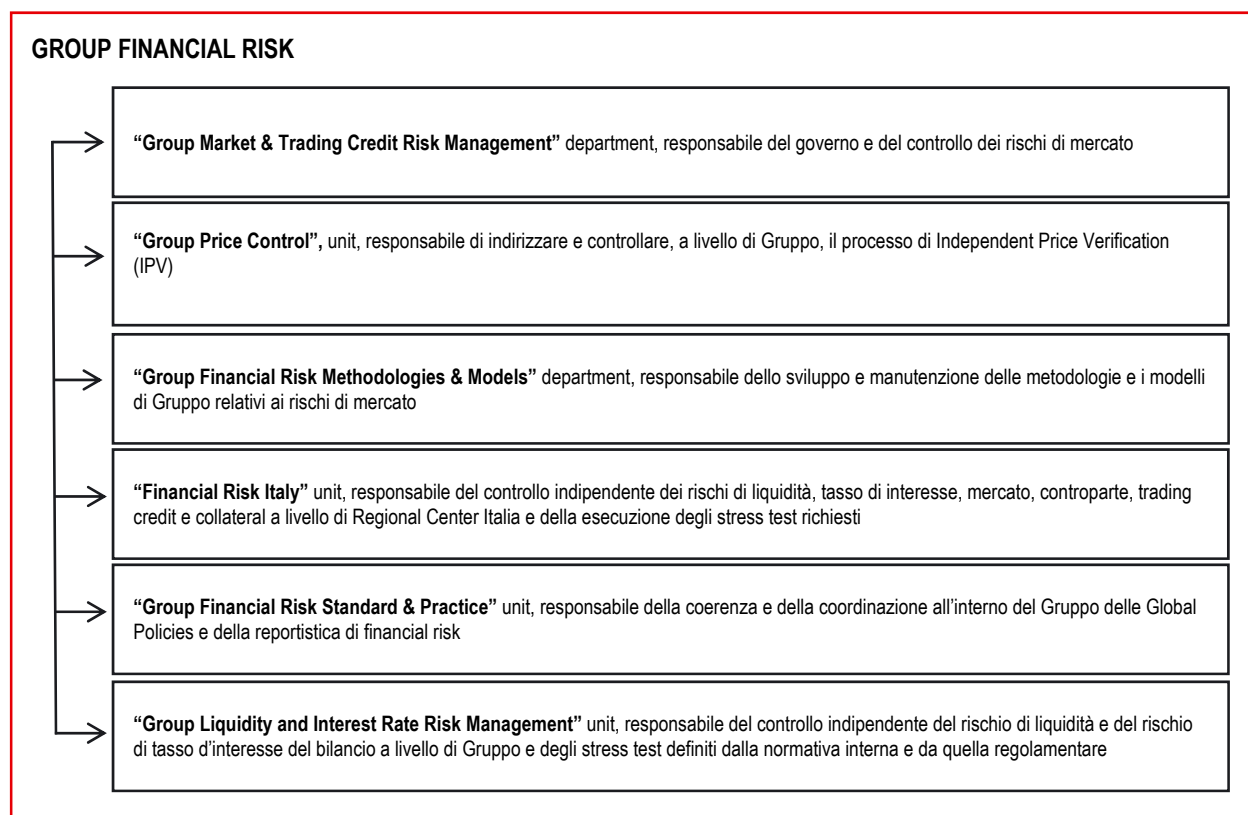 GROUP FINANCIAL RISK
“Group Market & Trading Credit Risk Management” department, responsabile del governo e del controllo dei rischi di mercato
“Group Price Control”, unit, responsabile di indirizzare e controllare, a livello di Gruppo, il processo di Independent Price Verification
(IPV)
“Group Financial Risk Methodologies & Models” department, responsabile dello sviluppo e manutenzione delle metodologie e i modelli
di Gruppo relativi ai rischi di mercato
“Financial Risk Italy” unit, responsabile del controllo indipendente dei rischi di liquidità, tasso di interesse, mercato, controparte, trading
credit e collateral a livello di Regional Center Italia e della esecuzione degli stress test richiesti
“Group Financial Risk Standard & Practice” unit, responsabile della coerenza e della coordinazione all’interno del Gruppo delle Global
Policies e della reportistica di financial risk
“Group Liquidity and Interest Rate Risk Management” unit, responsabile del controllo indipendente del rischio di liquidità e del rischio
di tasso d’interesse del bilancio a livello di Gruppo e degli stress test definiti dalla normativa interna e da quella regolamentare